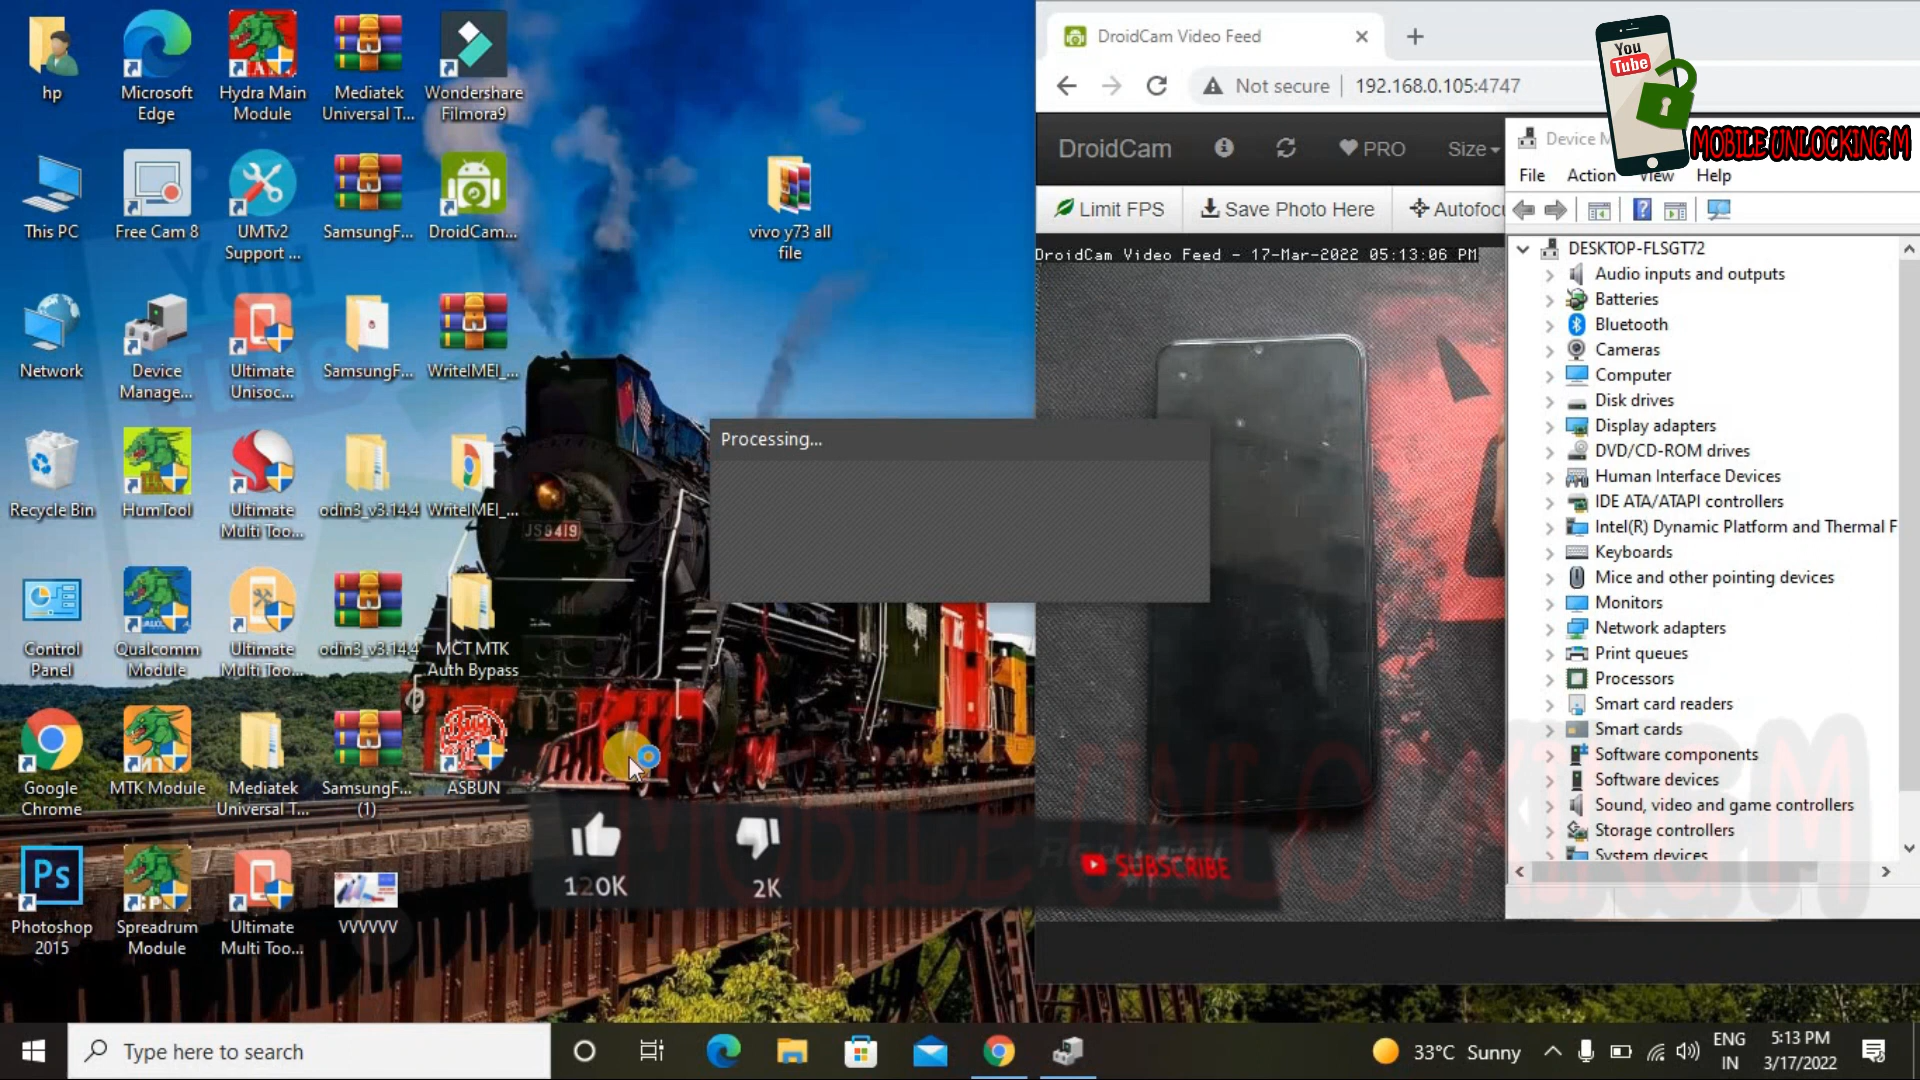 hp
Microsoft
Edge
Hydra Main
Module
Mediatek
Universal T...
Wondershare
Filmora9
This PC
Free Cam 8
UMTv2
Support ...
SamsungF...
DroidCam...
vivo y73 all
file
Network
Device
Manage...
Ultimate
Unisoc...
SamsungF...
WriteIMEI_...
Recycle Bin
HumTool
Ultimate
Multi Too...
odin3_v3.14.4
WriteIMEI_...
Control
Panel
Qualcomm
Module
Ultimate
Multi Too...
odin3_v3.14.4
MCT MTK
Auth Bypass
Google
Chrome
MTK Module
Mediatek
Universal T...
SamsungF...
(1)
ASBUN
Ps
Photoshop
2015
Spreadrum
Module
Ultimate
Multi Too...
VVVVVV
JS8419
Processing...
120K
2K
SUBSCRIBE
MOBILE UNLOCKING M
DroidCam Video Feed
Not secure
192.168.0.105:4747
You
Tube
MOBILE UNLOCKING M
DroidCam
PRO
Size
Limit FPS
Save Photo Here
Autofocu
DroidCam Video Feed - 17-Mar-2022 05:13:06 PM
Device M
File
Action
View
Help
DESKTOP-FLSGT72
Audio inputs and outputs
Batteries
Bluetooth
Cameras
Computer
Disk drives
Display adapters
DVD/CD-ROM drives
Human Interface Devices
IDE ATA/ATAPI controllers
Intel(R) Dynamic Platform and Thermal F
Keyboards
Mice and other pointing devices
Monitors
Network adapters
Print queues
Processors
Smart card readers
Smart cards
Software components
Software devices
Sound, video and game controllers
Storage controllers
System devices
Type here to search
33°C Sunny
ENG
IN
5:13 PM
3/17/2022